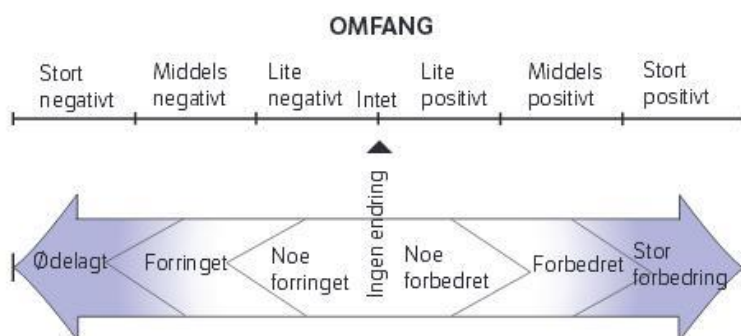 OMFANG
Stort negativt
Middels negativt
Lite negativt
Intet
Lite positivt
Middels positivt
Stort positivt
Ødelagt
Forringet
Noe forringet
Ingen endring
Noe forbedret
Forbedret
Stor forbedring